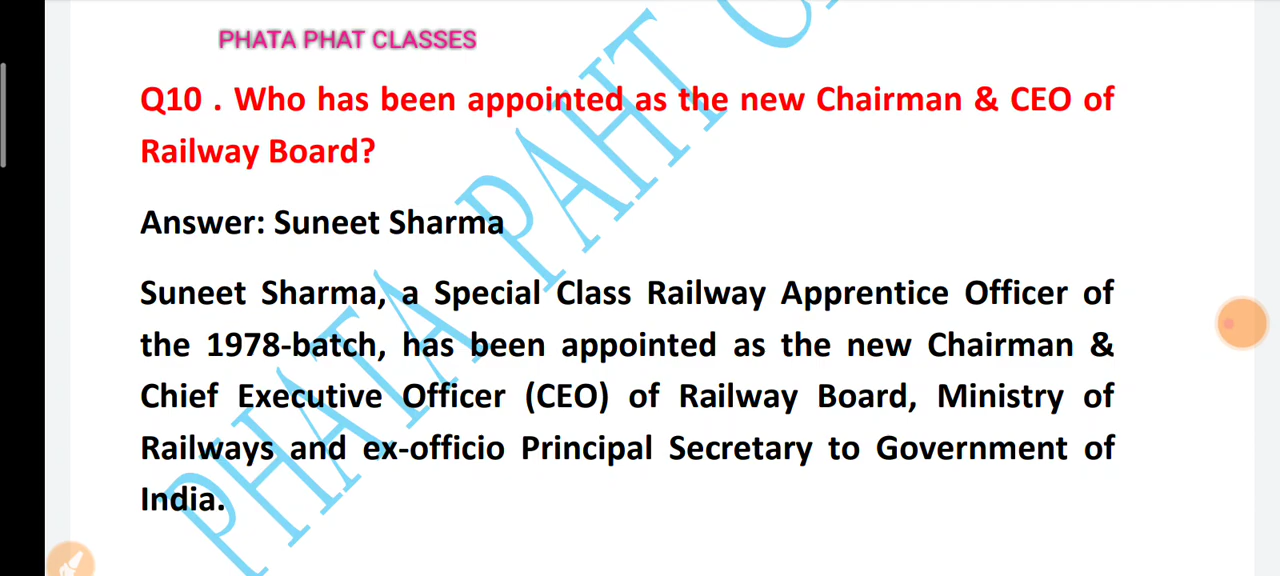 PHATA PHAT CLASSES
Q10 . Who has been appointed as the new Chairman & CEO of
Railway Board?
Answer: Suneet Sharma
Suneet Sharma, a Special Class Railway Apprentice Officer of
the 1978-batch, has been appointed as the new Chairman &
Chief Executive Officer (CEO) of Railway Board, Ministry of
Railways and ex-officio Principal Secretary to Government of
India.
PHATA PAHT C